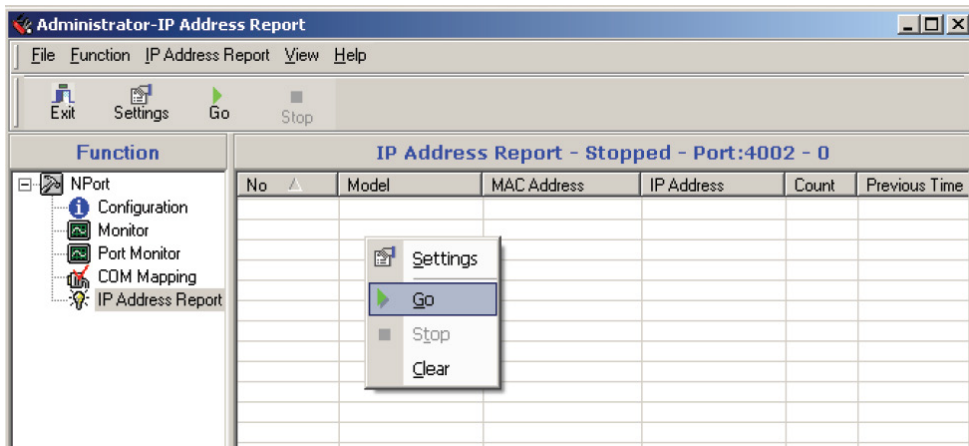 Administrator-IP Address Report
File Function IP Address Report View Help
Exit Settings Go Stop
Function
IP Address Report - Stopped - Port:4002 - 0
NPort
Configuration
Monitor
Port Monitor
COM Mapping
IP Address Report
No Model MAC Address IP Address Count Previous Time
Settings
Go
Stop
Clear